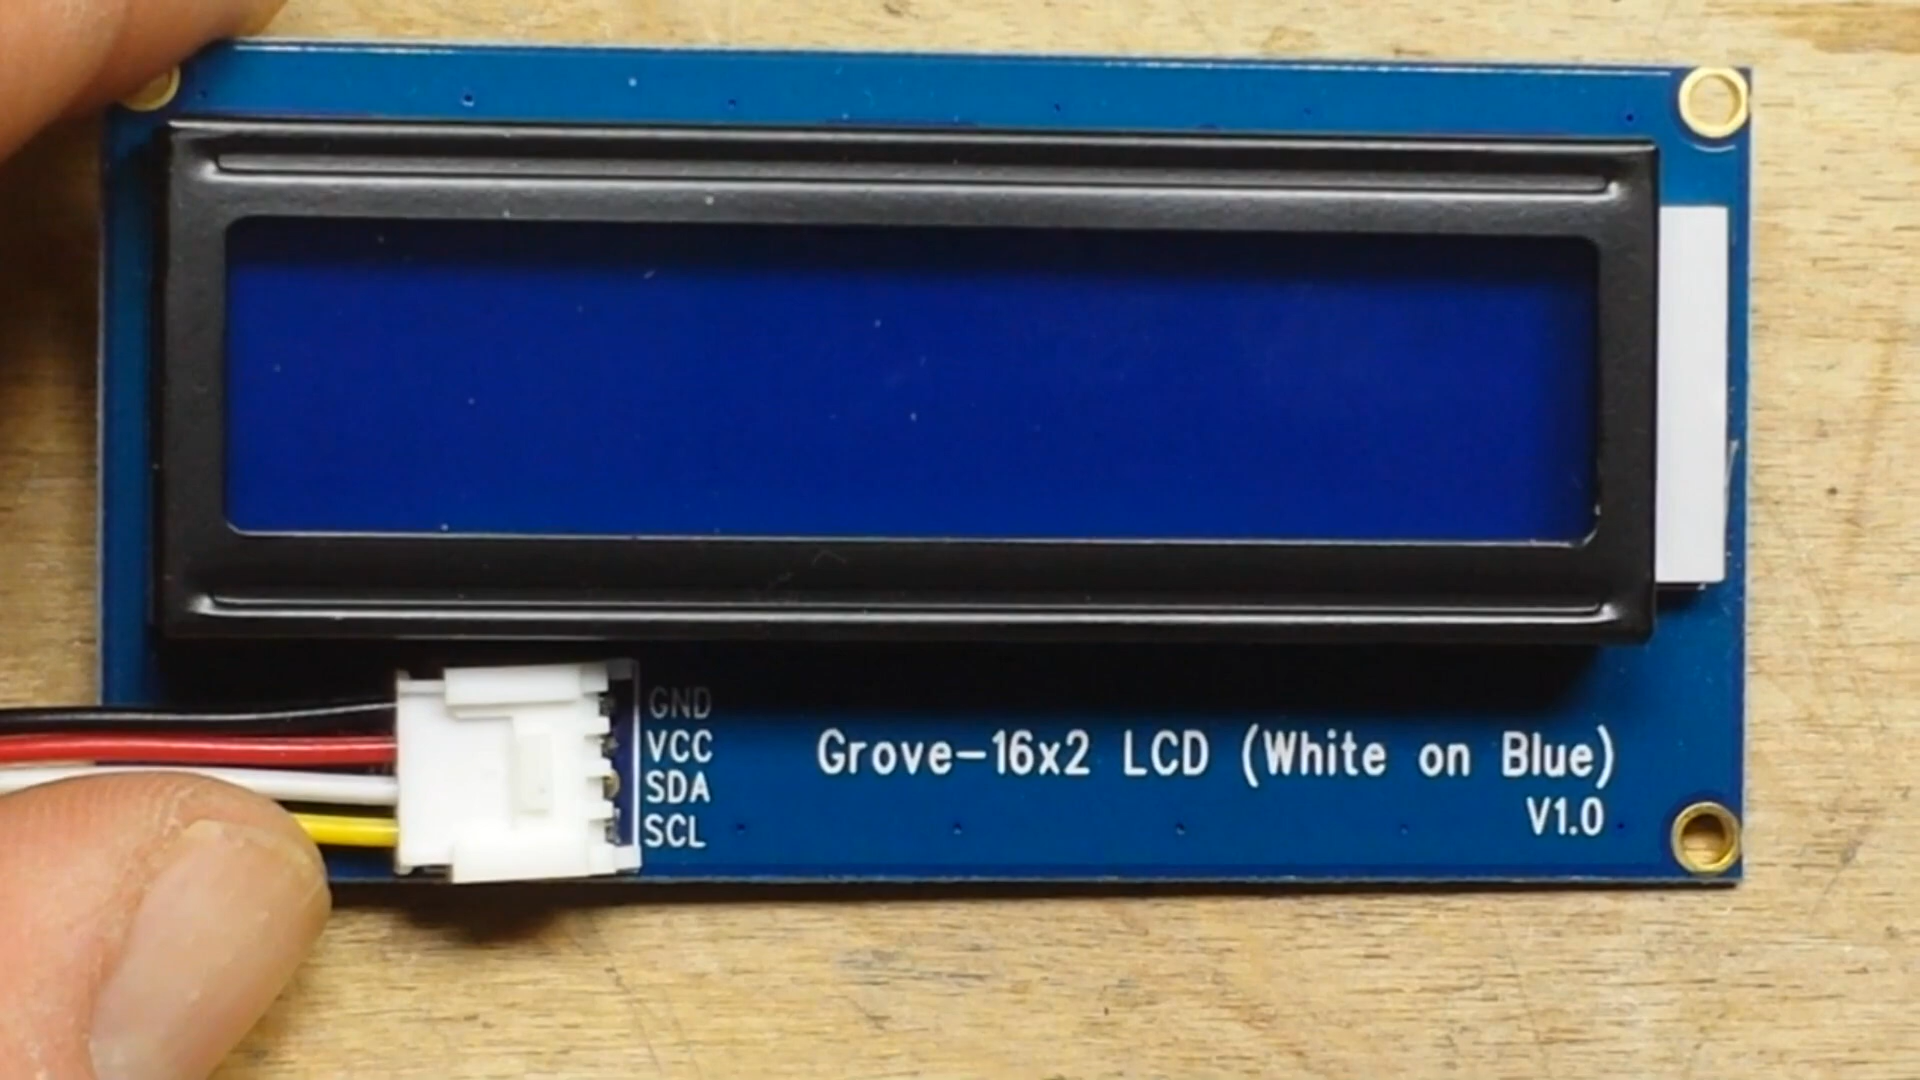 GND
VCC
SDA
SCL
Grove-16x2 LCD (White on Blue)
V1.0